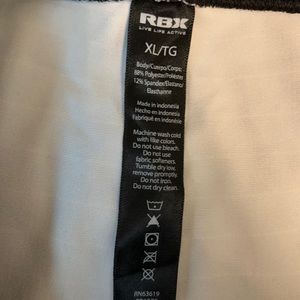 RBX
LIVE LIFE ACTIVE
XL/TG
Body/Cuerpo/Corps:
88% Polyester/Poliéster
12% Spandex/Elastano/
Elasthanne
Made in Indonesia
Hecho en Indonesia
Fabriqué en Indonésie
Machine wash cold
with like colors.
Do not use bleach.
Do not use
fabric softeners.
Tumble dry low,
remove promptly.
Do not iron.
Do not dry clean.
RN63619